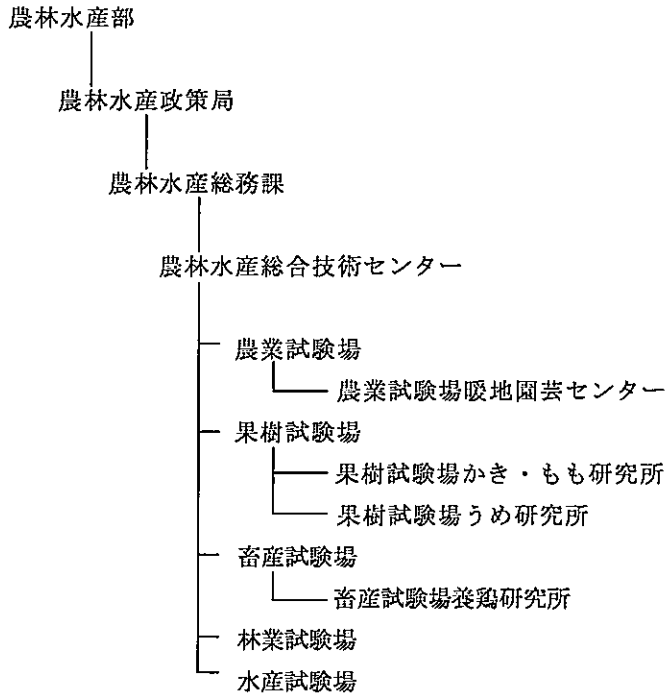 農林水産部
農林水産政策局
農林水産総務課
農林水産総合技術センター
農業試験場
農業試験場暖地園芸センター
果樹試験場
果樹試験場かき・もも研究所
果樹試験場うめ研究所
畜産試験場
畜産試験場養鶏研究所
林業試験場
水産試験場